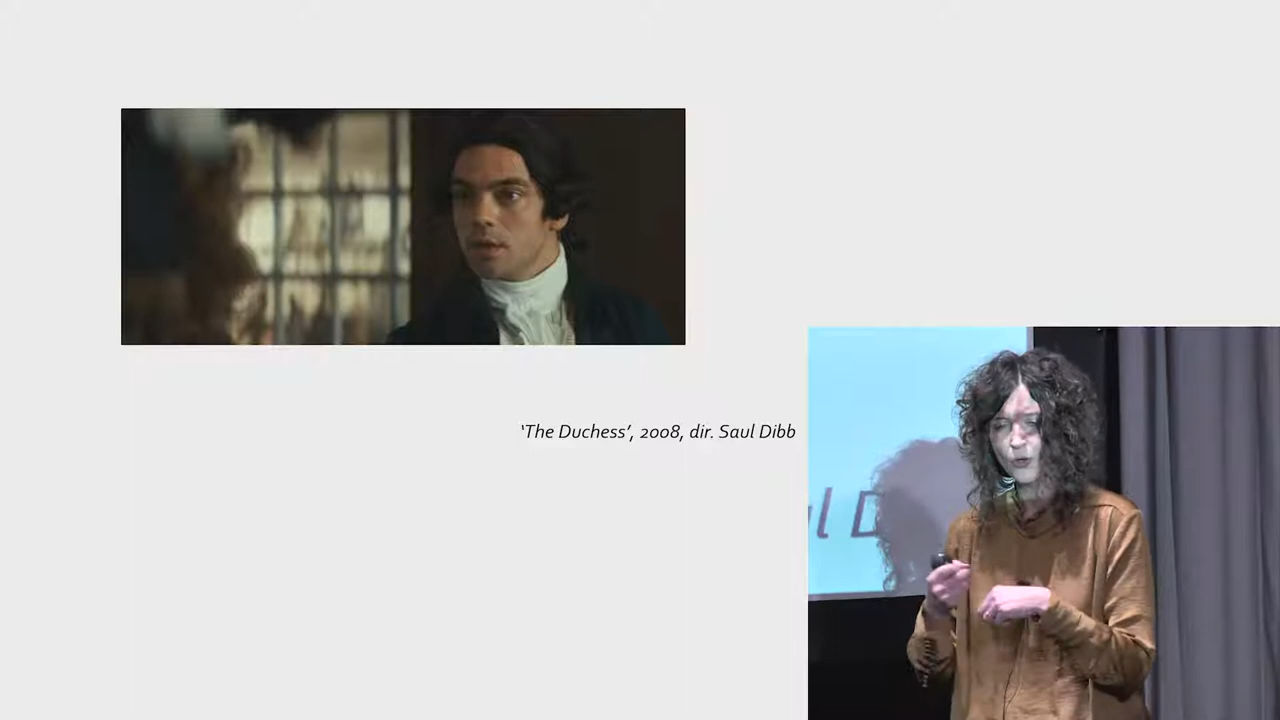 ‘The Duchess’, 2008, dir. Saul Dibb
l D